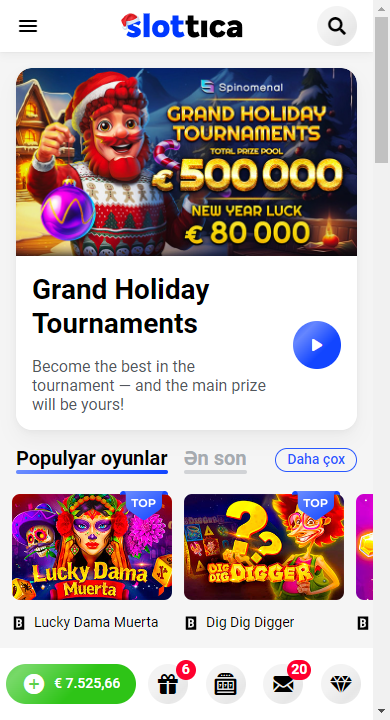 slottica
Spinomenal
GRAND HOLIDAY
TOURNAMENTS
TOTAL PRIZE POOL
€500000
NEW YEAR LUCK
€ 80 000
Grand Holiday
Tournaments
Become the best in the
tournament — and the main prize
will be yours!
Populyar oyunlar
Ən son
Daha çox
TOP
TOP
Lucky Dama
Muerta
DIG DIG
DIGGER
Lucky Dama Muerta
Dig Dig Digger
€ 7.525,66
6
20